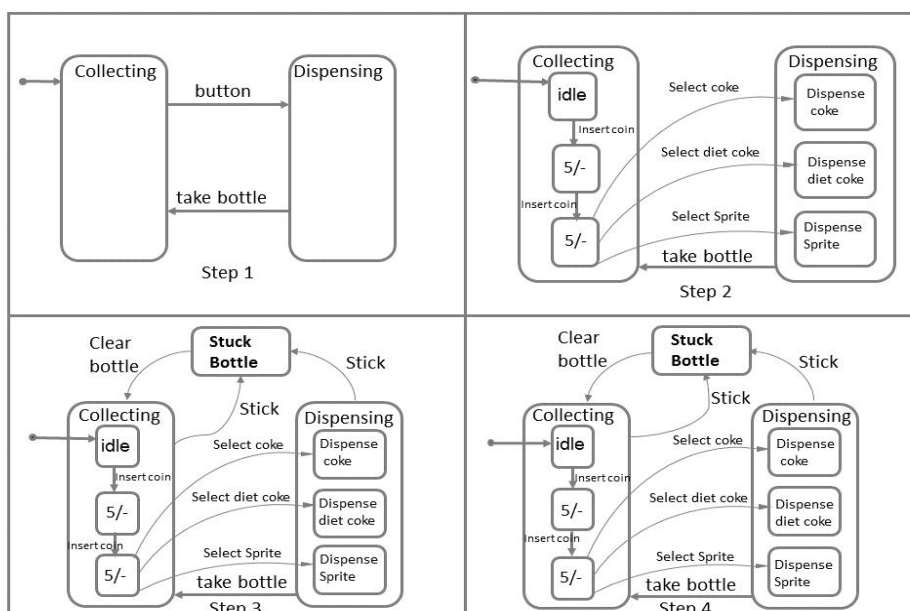 Collecting
Dispensing
button
take bottle
Step 1
Collecting
Dispensing
idle
Select coke
Dispense
coke
Insert coin
5/-
Select diet coke
Dispense
diet coke
Insert coin
5/-
Select Sprite
Dispense
Sprite
take bottle
Step 2
Clear
bottle
Stuck
Bottle
Stick
Stick
Collecting
Dispensing
idle
Select coke
Dispense
coke
Insert coin
5/-
Select diet coke
Dispense
diet coke
Insert coin
5/-
Select Sprite
Dispense
Sprite
take bottle
Step 3
Clear
bottle
Stuck
Bottle
Stick
Stick
Collecting
Dispensing
idle
Select coke
Dispense
coke
Insert coin
5/-
Select diet coke
Dispense
diet coke
Insert coin
5/-
Select Sprite
Dispense
Sprite
take bottle
Step 4